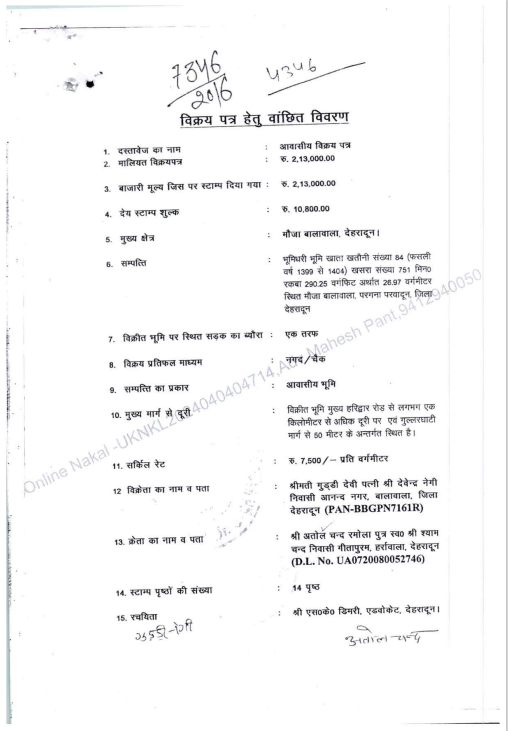 7346
2016
4346
विक्रय पत्र हेतु वांछित विवरण
1. दस्तावेज का नाम : आवासीय विक्रय पत्र
2. मालियत विक्रयपत्र : रु. 2,13,000.00
3. बाजारी मूल्य जिस पर स्टाम्प दिया गया : रु. 2,13,000.00
4. देय स्टाम्प शुल्क : रु. 10,800.00
5. मुख्य क्षेत्र : मौजा बालावाला, देहरादून।
6. सम्पत्ति : भूमिधरी भूमि खाता खतौनी संख्या 84 (फसली
वर्ष 1399 से 1404) खसरा संख्या 751 मिन0
रकबा 290.25 वर्गफिट अर्थात 26.97 वर्गमीटर
स्थित मौजा बालावाला, परगना परवादून, जिला
देहरादून
7. विक्रीत भूमि पर स्थित सड़क का ब्यौरा : एक तरफ
8. विक्रय प्रतिफल माध्यम : नगद/चैक
9. सम्पत्ति का प्रकार : आवासीय भूमि
10. मुख्य मार्ग से दूरी : विक्रीत भूमि मुख्य हरिद्वार रोड से लगभग एक
किलोमीटर से अधिक दूरी पर एवं गुल्लरघाटी
मार्ग से 50 मीटर के अन्तर्गत स्थित है।
11. सर्किल रेट : रु. 7,500/- प्रति वर्गमीटर
12 विक्रेता का नाम व पता : श्रीमती गुड्डी देवी पत्नी श्री देवेन्द्र नेगी
निवासी आनन्द नगर, बालावाला, जिला
देहरादून (PAN-BBGPN7161R)
13. क्रेता का नाम व पता : श्री अतोल चन्द रमोला पुत्र स्व0 श्री श्याम
चन्द निवासी गीतापुरम, हर्रावाला, देहरादून
(D.L. No. UA0720080052746)
14. स्टाम्प पृष्ठों की संख्या : 14 पृष्ठ
15. रचयिता : श्री एस0के0 डिमरी, एडवोकेट, देहरादून।
गुड्डी नेगी
अतोल चन्द